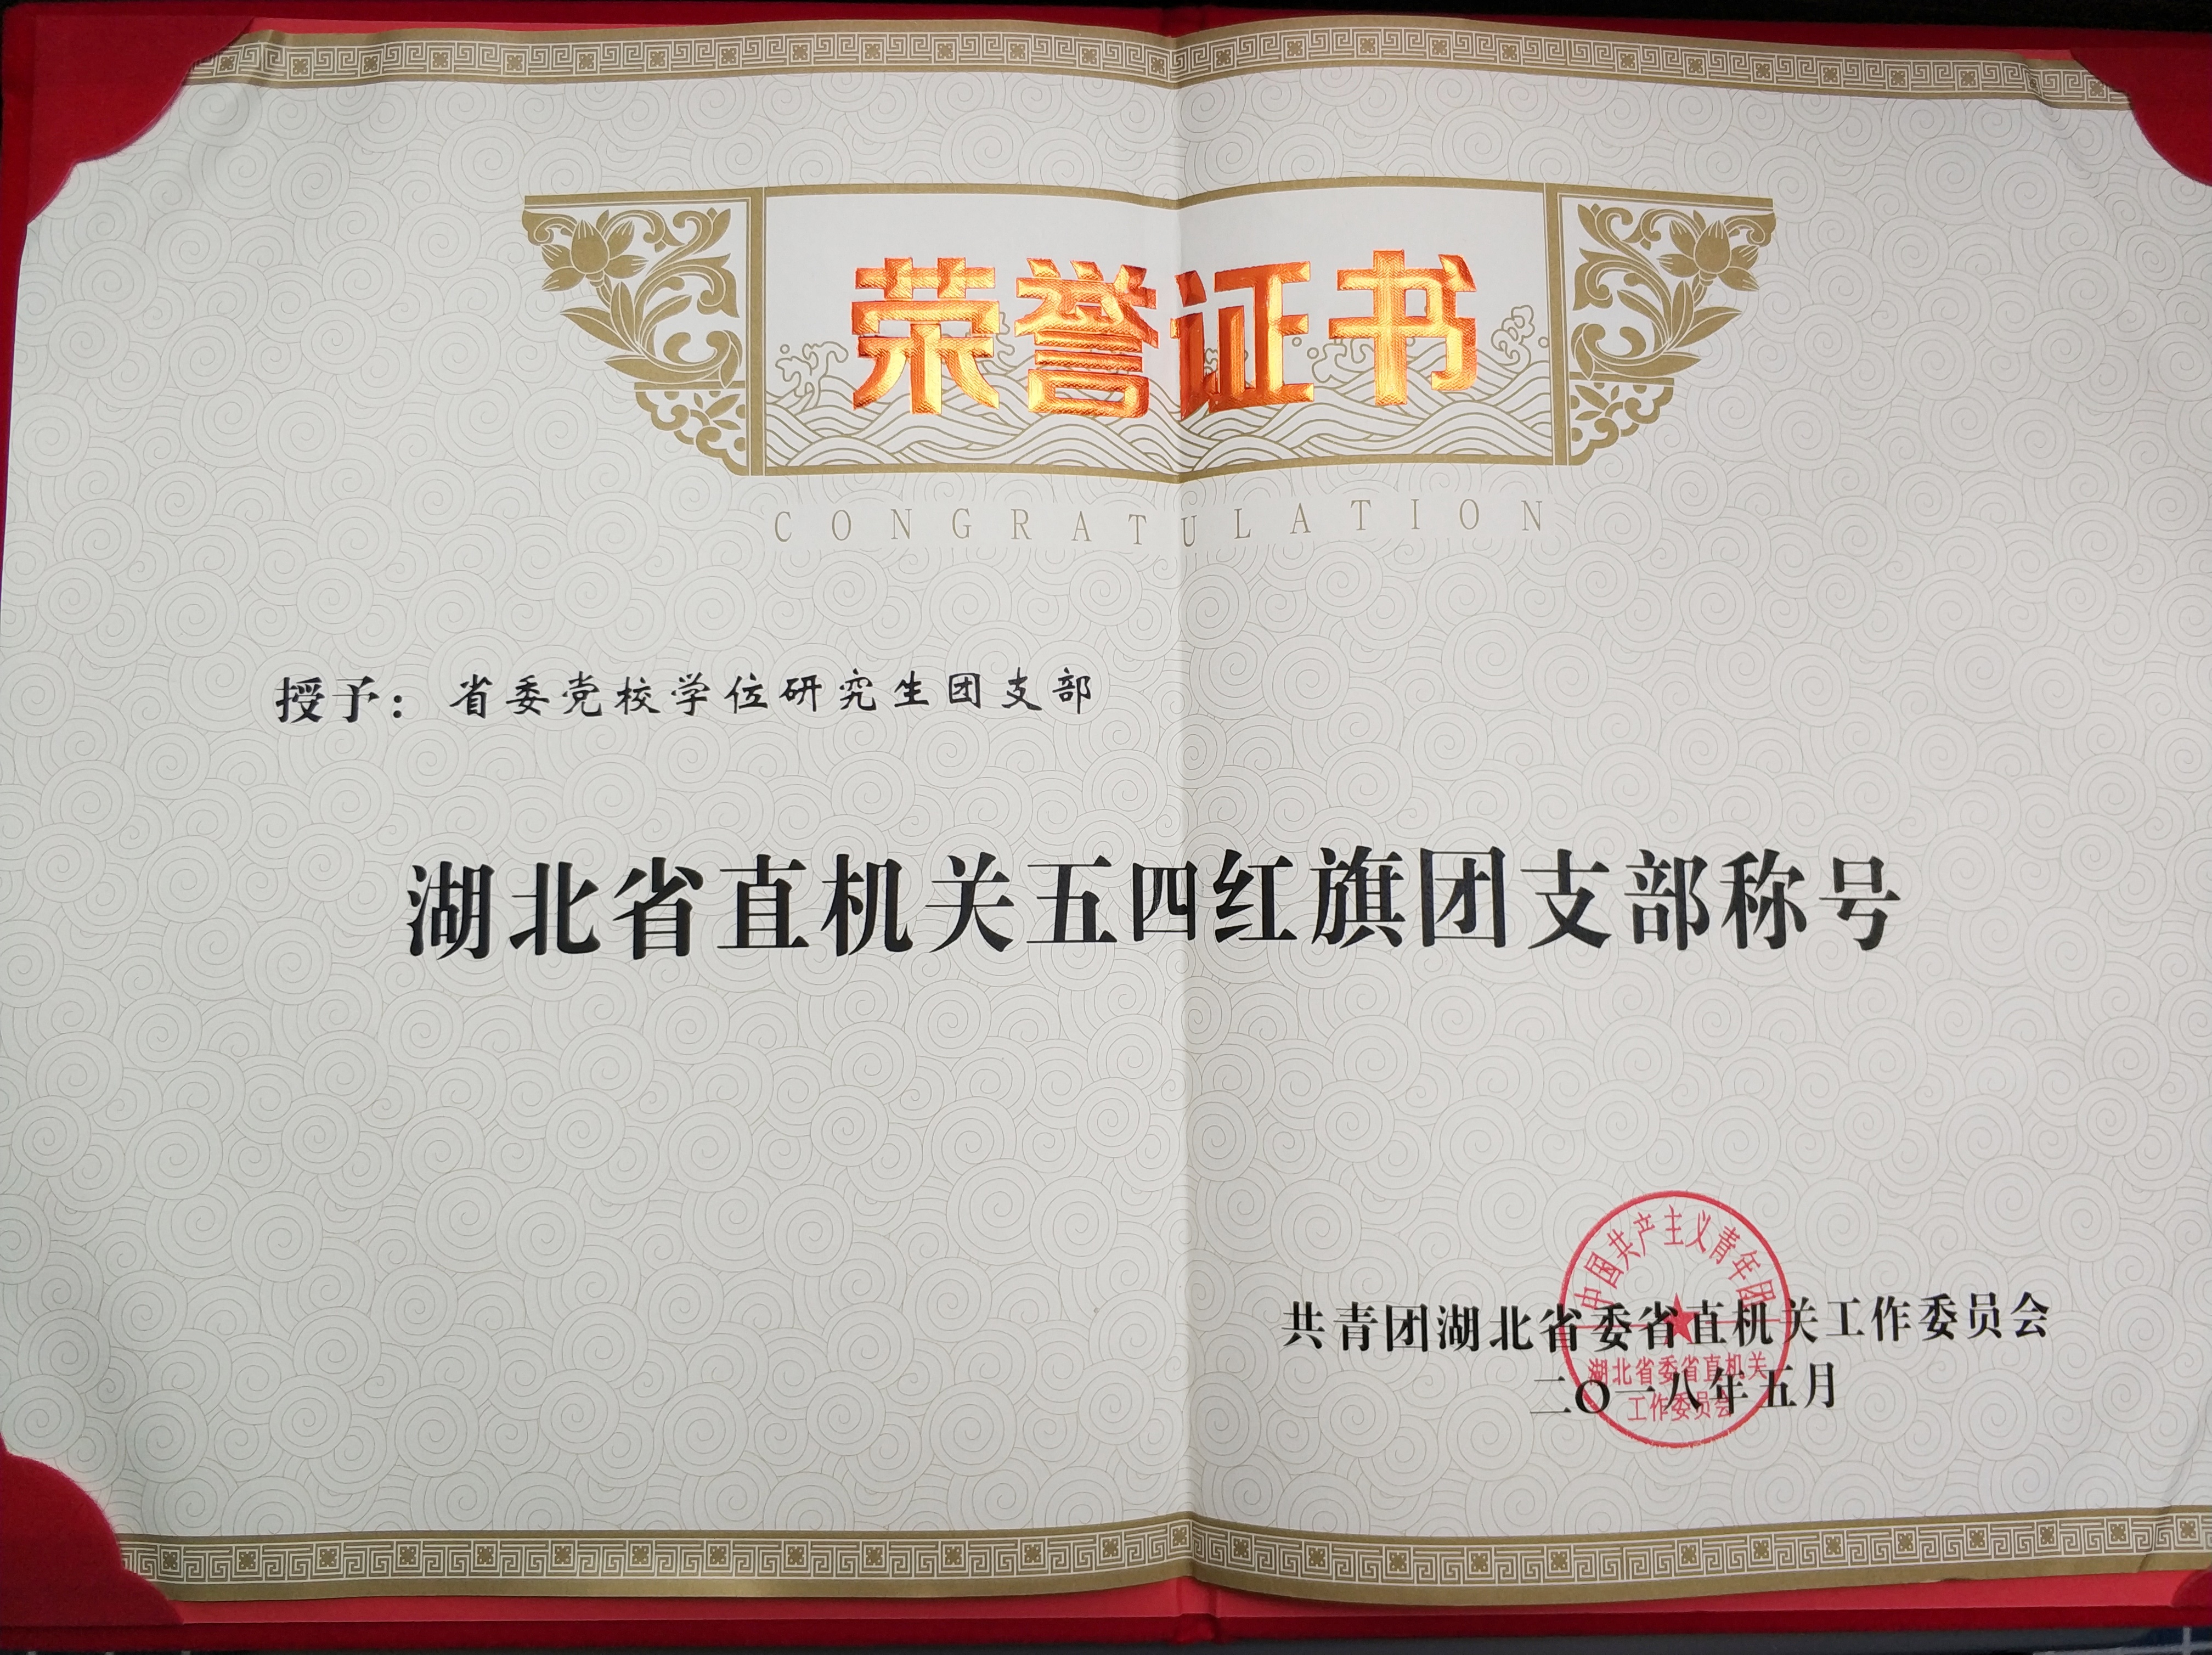 荣誉证书
CONGRATULATION
授予：省委党校学位研究生团支部
湖北省直机关五四红旗团支部称号
中国共产主义青年团
共青团湖北省委省直机关工作委员会
湖北省委省直机关
二〇一八年五月
工作委员会